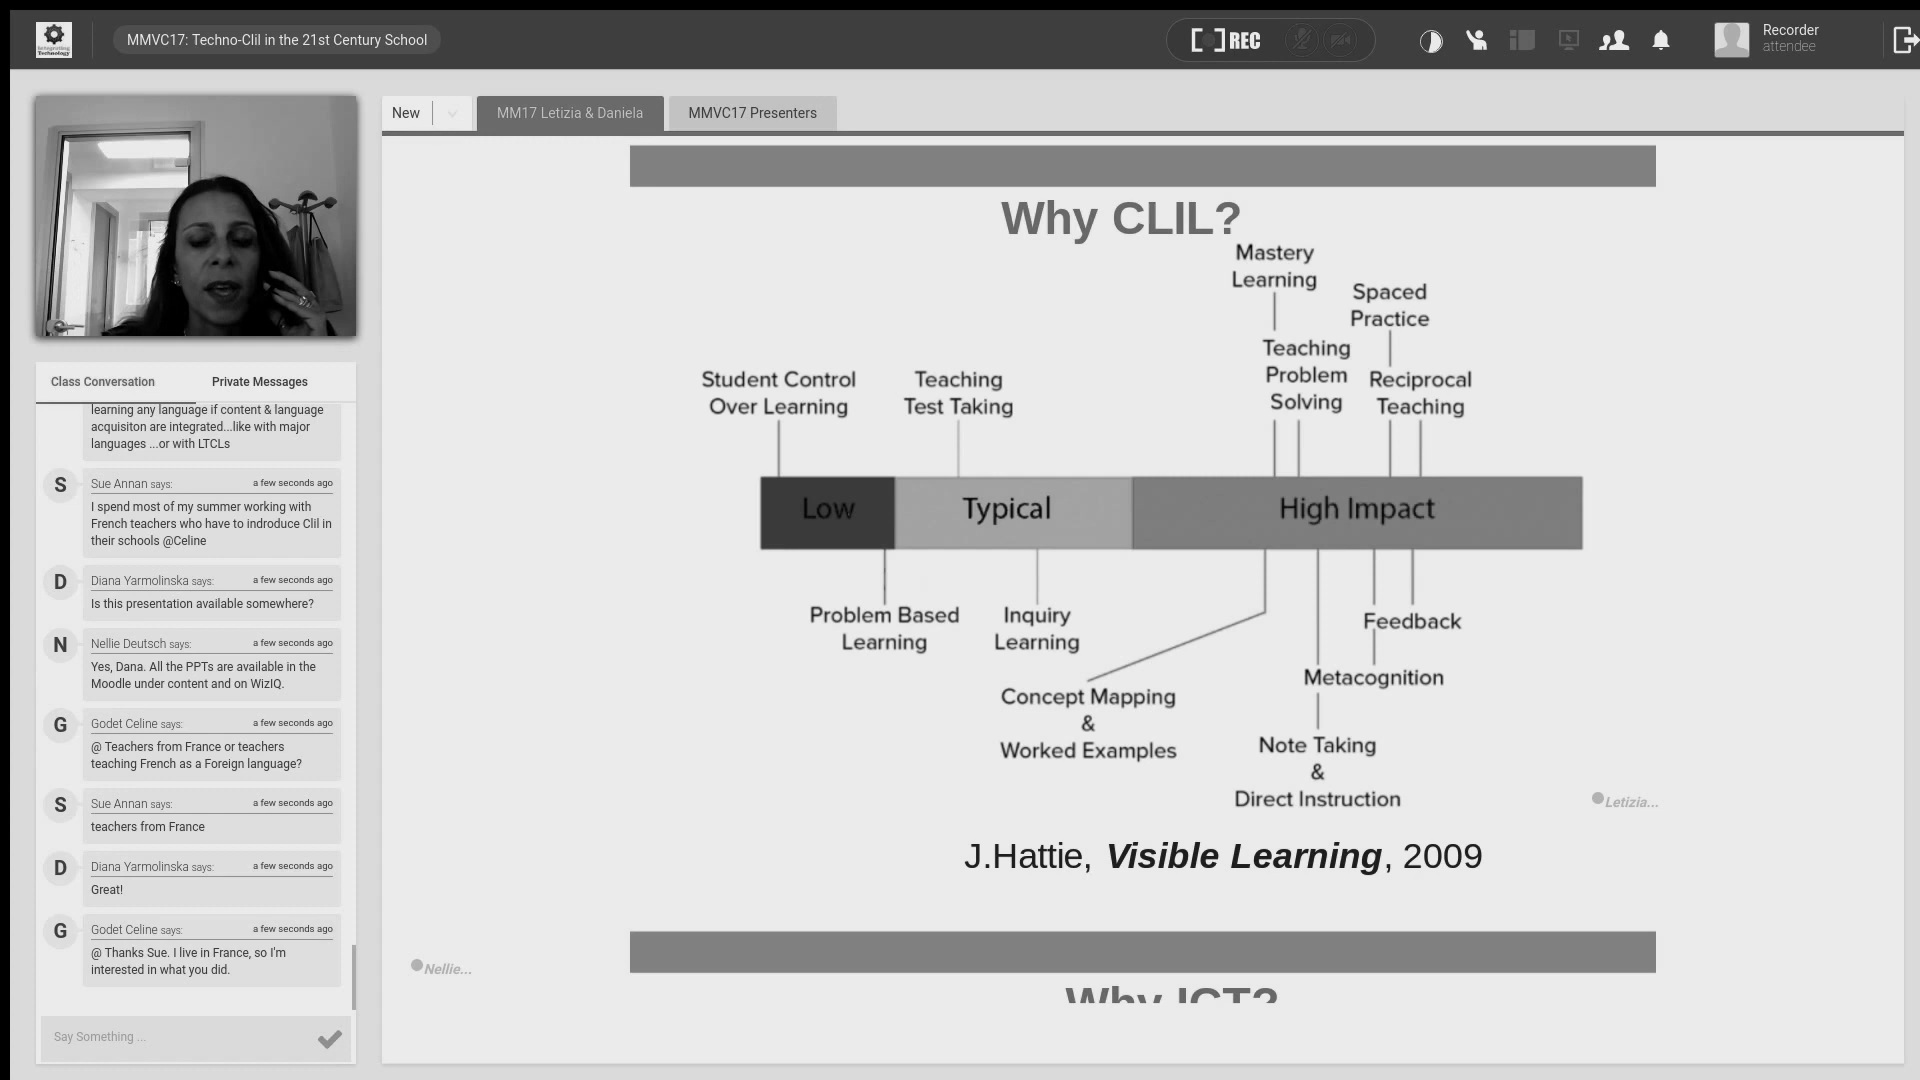 MMVC17: Techno-Clil in the 21st Century School
REC
Recorder
attendee
New
MM17 Letizia & Daniela
MMVC17 Presenters
Class Conversation
Private Messages
learning any language if content & language
acquisiton are integrated...like with major
languages ...or with LTCLs
S
Sue Annan says:
a few seconds ago
I spend most of my summer working with
French teachers who have to indroduce Clil in
their schools @Celine
D
Diana Yarmolinska says:
a few seconds ago
Is this presentation available somewhere?
N
Nellie Deutsch says:
a few seconds ago
Yes, Dana. All the PPTs are available in the
Moodle under content and on WizIQ.
G
Godet Celine says:
a few seconds ago
@ Teachers from France or teachers
teaching French as a Foreign language?
S
Sue Annan says:
a few seconds ago
teachers from France
D
Diana Yarmolinska says:
a few seconds ago
Great!
G
Godet Celine says:
a few seconds ago
@ Thanks Sue. I live in France, so I'm
interested in what you did.
Say Something ...
Why CLIL?
Mastery
Learning
Spaced
Practice
Teaching
Problem
Solving
Reciprocal
Teaching
Student Control
Over Learning
Teaching
Test Taking
Low
Typical
High Impact
Problem Based
Learning
Inquiry
Learning
Feedback
Metacognition
Concept Mapping
&
Worked Examples
Note Taking
&
Direct Instruction
Letizia...
J.Hattie, Visible Learning, 2009
Nellie...
Why ICT?